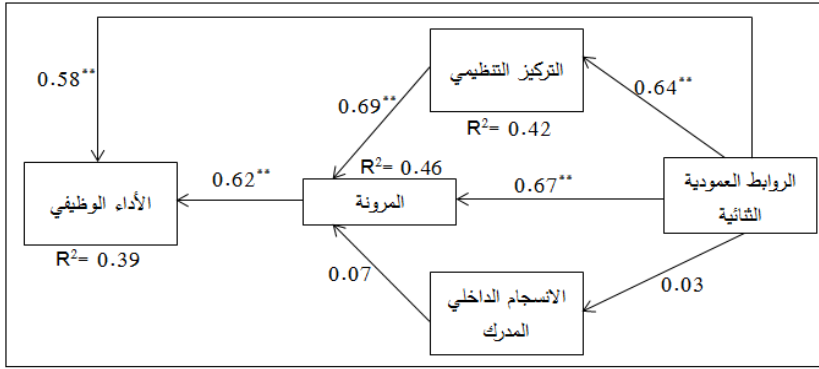 0.58**
التركيز التنظيمي
0.64**
0.69**
R²= 0.42
R²= 0.46
الروابط العمودية
الثنائية
0.67**
المرونة
0.62**
الأداء الوظيفي
R²= 0.39
0.07
الانسجام الداخلي
المدرك
0.03